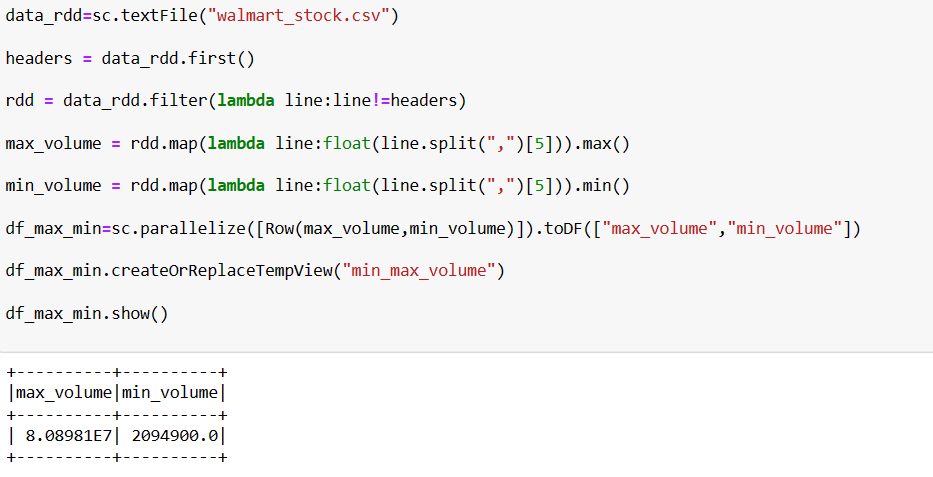 data_rdd=sc.textFile("walmart_stock.csv")
headers = data_rdd.first()
rdd = data_rdd.filter(lambda line:line!=headers)
max_volume = rdd.map(lambda line:float(line.split(",")[5])).max()
min_volume = rdd.map(lambda line:float(line.split(",")[5])).min()
df_max_min=sc.parallelize([Row(max_volume,min_volume)]).toDF(["max_volume","min_volume"])
df_max_min.createOrReplaceTempView("min_max_volume")
df_max_min.show()
+----------+----------+
|max_volume|min_volume|
+----------+----------+
| 8.08981E7| 2094900.0|
+----------+----------+